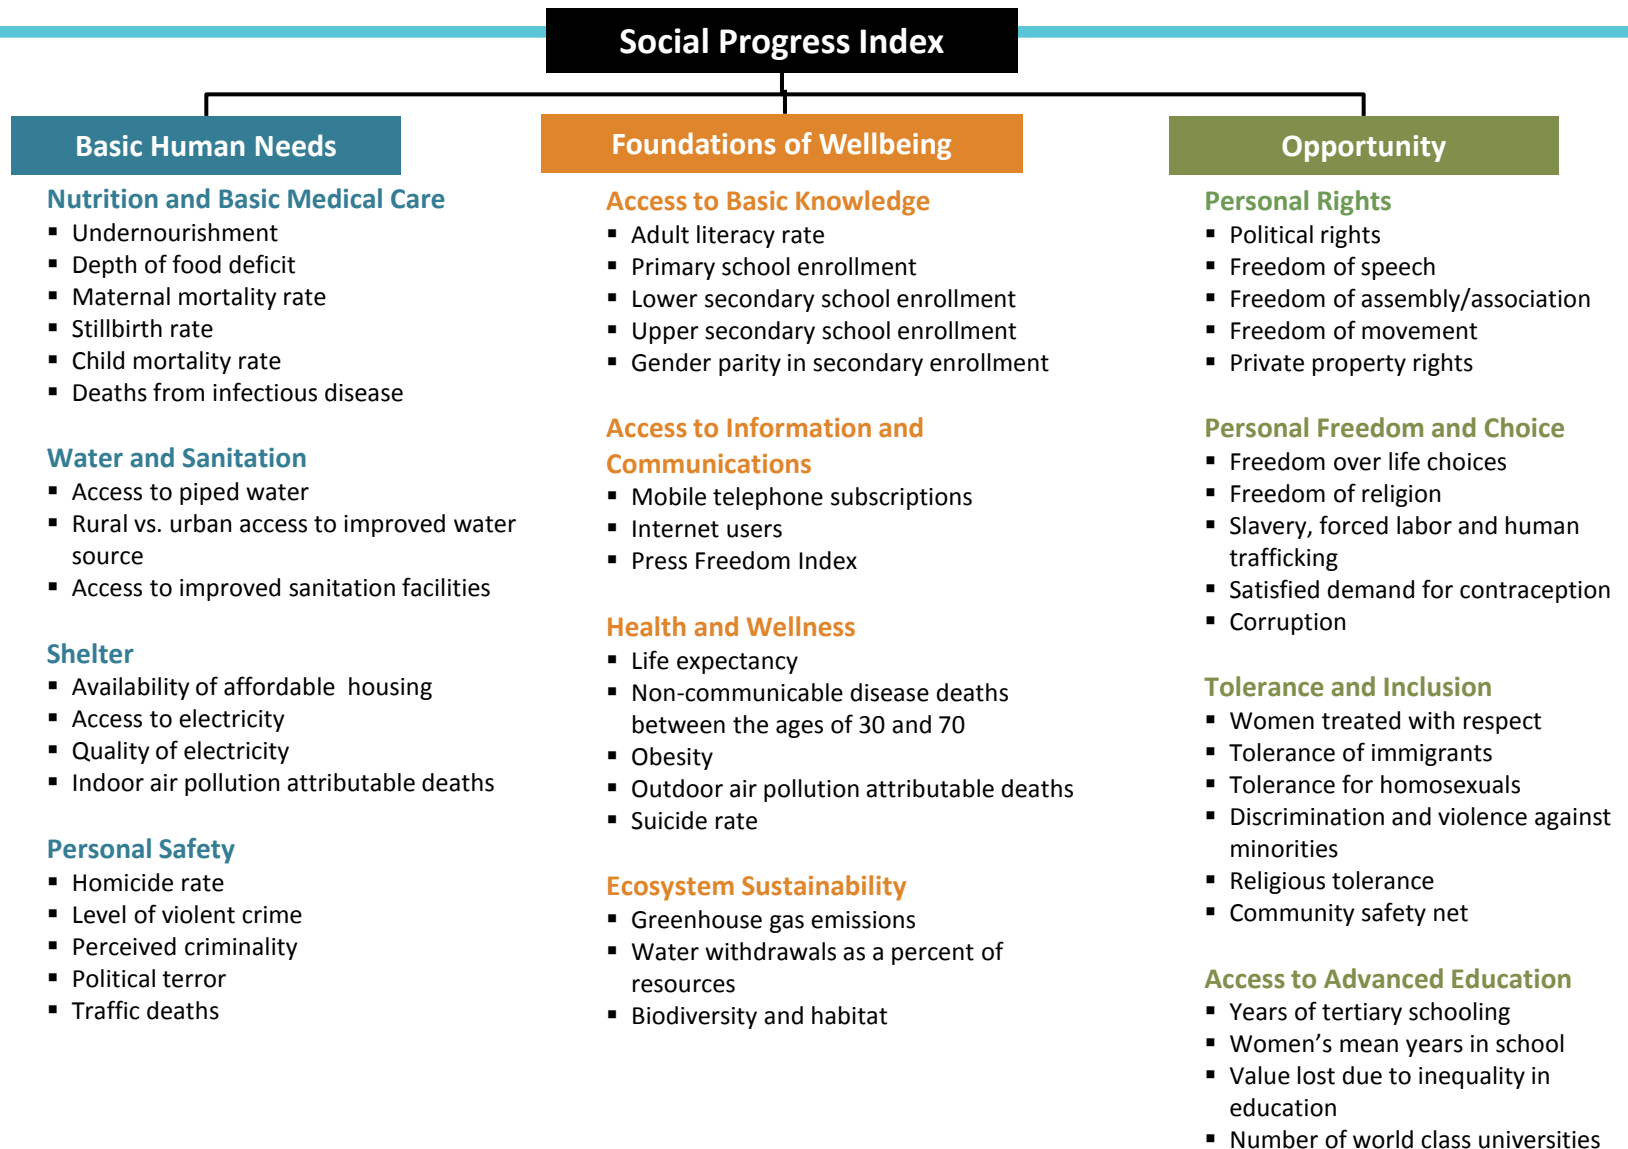 Social Progress Index
Basic Human Needs
Nutrition and Basic Medical Care
▪ Undernourishment
▪ Depth of food deficit
▪ Maternal mortality rate
▪ Stillbirth rate
▪ Child mortality rate
▪ Deaths from infectious disease
Water and Sanitation
▪ Access to piped water
▪ Rural vs. urban access to improved water
source
▪ Access to improved sanitation facilities
Shelter
▪ Availability of affordable housing
▪ Access to electricity
▪ Quality of electricity
▪ Indoor air pollution attributable deaths
Personal Safety
▪ Homicide rate
▪ Level of violent crime
▪ Perceived criminality
▪ Political terror
▪ Traffic deaths
Foundations of Wellbeing
Access to Basic Knowledge
▪ Adult literacy rate
▪ Primary school enrollment
▪ Lower secondary school enrollment
▪ Upper secondary school enrollment
▪ Gender parity in secondary enrollment
Access to Information and
Communications
▪ Mobile telephone subscriptions
▪ Internet users
▪ Press Freedom Index
Health and Wellness
▪ Life expectancy
▪ Non-communicable disease deaths
between the ages of 30 and 70
▪ Obesity
▪ Outdoor air pollution attributable deaths
▪ Suicide rate
Ecosystem Sustainability
▪ Greenhouse gas emissions
▪ Water withdrawals as a percent of
resources
▪ Biodiversity and habitat
Opportunity
Personal Rights
▪ Political rights
▪ Freedom of speech
▪ Freedom of assembly/association
▪ Freedom of movement
▪ Private property rights
Personal Freedom and Choice
▪ Freedom over life choices
▪ Freedom of religion
▪ Slavery, forced labor and human
trafficking
▪ Satisfied demand for contraception
▪ Corruption
Tolerance and Inclusion
▪ Women treated with respect
▪ Tolerance of immigrants
▪ Tolerance for homosexuals
▪ Discrimination and violence against
minorities
▪ Religious tolerance
▪ Community safety net
Access to Advanced Education
▪ Years of tertiary schooling
▪ Women’s mean years in school
▪ Value lost due to inequality in
education
▪ Number of world class universities